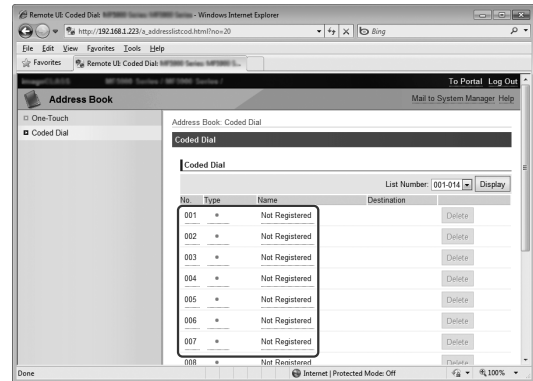 Remote UI: Coded Dial: - Windows Internet Explorer
http://192.168.1.223/a_addresslistcod.html?no=20
Bing
File Edit View Favorites Tools Help
Favorites Remote UI: Coded Dial:
To Portal Log Out
Address Book
Mail to System Manager Help
One-Touch
Coded Dial
Address Book: Coded Dial
Coded Dial
Coded Dial
List Number: 001-014 Display
No. Type Name Destination
001 Not Registered Delete
002 Not Registered Delete
003 Not Registered Delete
004 Not Registered Delete
005 Not Registered Delete
006 Not Registered Delete
007 Not Registered Delete
008 Not Registered Delete
Done Internet | Protected Mode: Off 100%